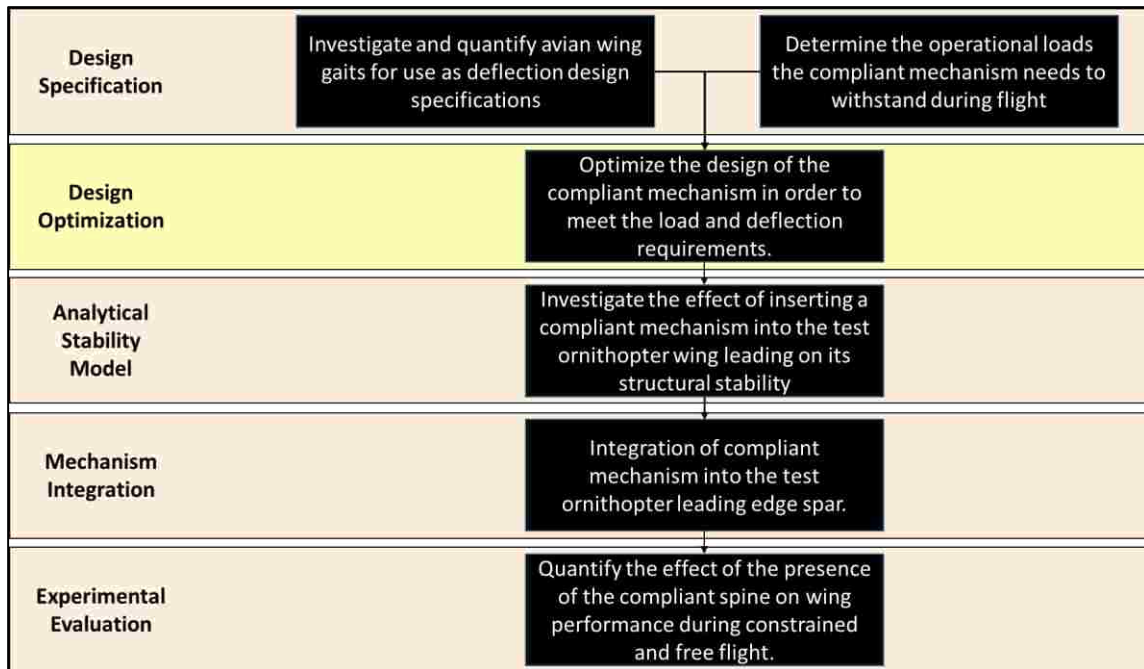 Design
Specification
Investigate and quantify avian wing
gaits for use as deflection design
specifications
Determine the operational loads
the compliant mechanism needs to
withstand during flight
Design
Optimization
Optimize the design of the
compliant mechanism in order to
meet the load and deflection
requirements.
Analytical
Stability
Model
Investigate the effect of inserting a
compliant mechanism into the test
ornithopter wing leading on its
structural stability
Mechanism
Integration
Integration of compliant
mechanism into the test
ornithopter leading edge spar.
Experimental
Evaluation
Quantify the effect of the presence
of the compliant spine on wing
performance during constrained
and free flight.